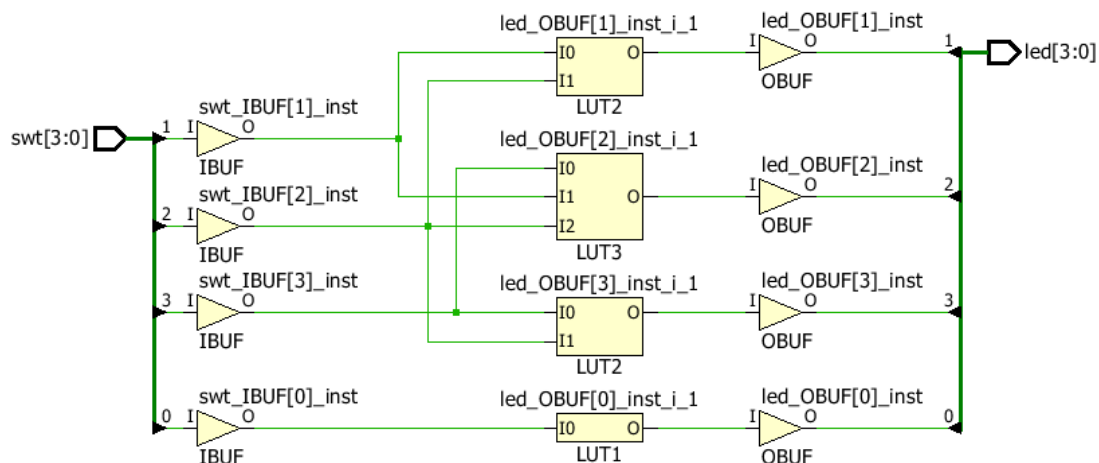 led_OBUF[1]_inst_i_1 led_OBUF[1]_inst
I0 O I O 1 led[3:0]
I1 OBUF
LUT2
swt_IBUF[1]_inst
swt[3:0] 1 I O
IBUF
led_OBUF[2]_inst_i_1 led_OBUF[2]_inst
I0
I1 O I O 2
I2 OBUF
LUT3
swt_IBUF[2]_inst
2 I O
IBUF
swt_IBUF[3]_inst led_OBUF[3]_inst_i_1 led_OBUF[3]_inst
3 I O I0 O I O 3
IBUF I1 OBUF
LUT2
swt_IBUF[0]_inst led_OBUF[0]_inst_i_1 led_OBUF[0]_inst
0 I O I0 O I O 0
IBUF LUT1 OBUF